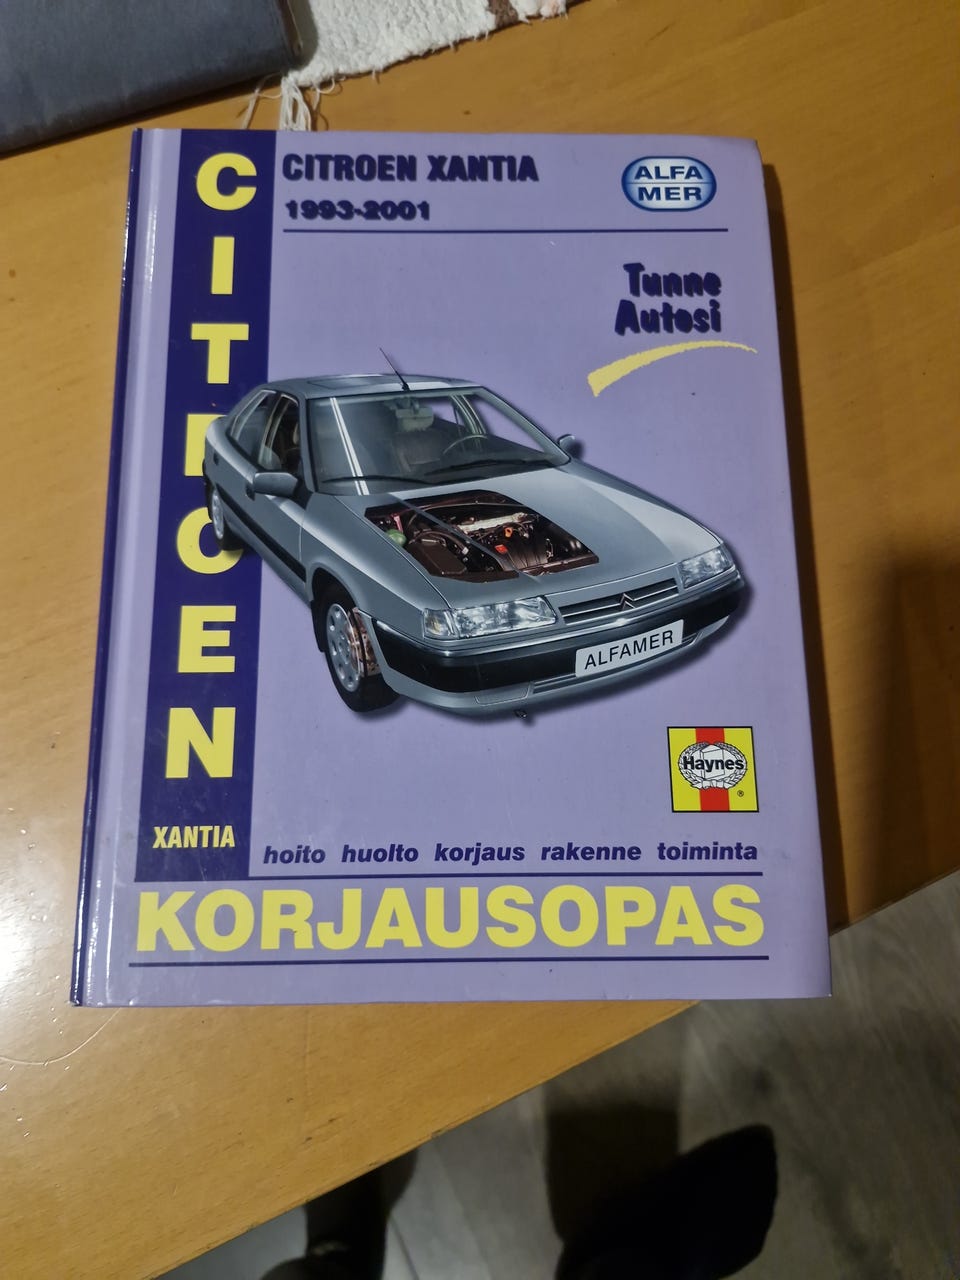 CITROEN
XANTIA
CITROEN XANTIA
1993-2001
ALFA
MER
Tunne
Autosi
ALFAMER
Haynes
®
hoito huolto korjaus rakenne toiminta
KORJAUSOPAS